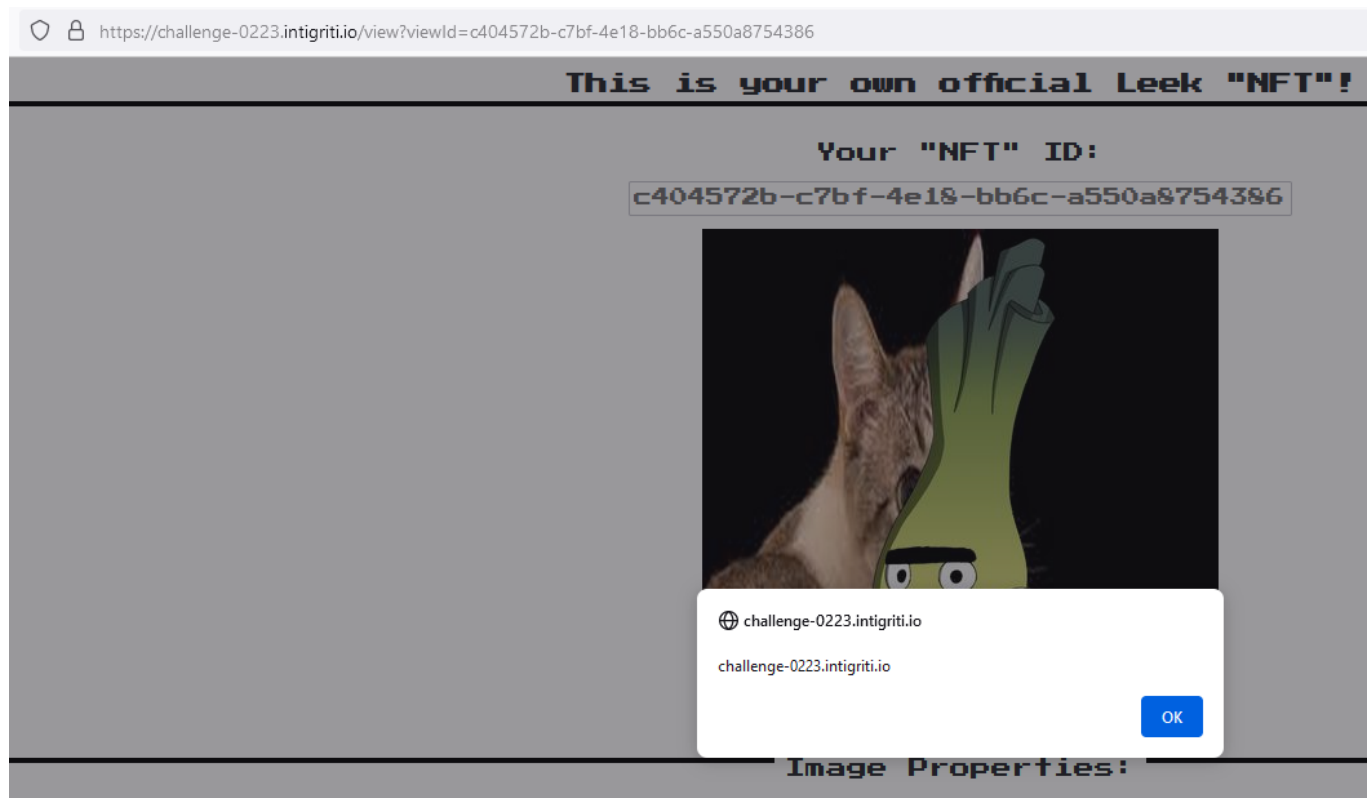 https://challenge-0223.intigriti.io/view?viewId=c404572b-c7bf-4e18-bb6c-a550a8754386
This is your own official Leek "NFT"!
Your "NFT" ID:
c404572b-c7bf-4e18-bb6c-a550a8754386
challenge-0223.intigriti.io
challenge-0223.intigriti.io
OK
Image Properties: